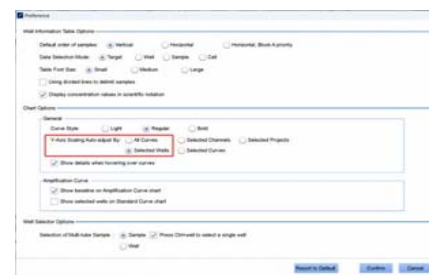 Preference
Well Information Table Options
Default order of samples: Vertical Horizontal Horizontal, Block A priority
Data Selection Mode: Target Well Sample Cell
Table Font Size: Small Medium Large
Using divided lines to delimit samples
Display concentration values in scientific notation
Chart Options
General
Curve Style: Light Regular Bold
Y-Axis Scaling Auto-adjust By: All Curves Selected Channels Selected Projects
Selected Wells Selected Curves
Show details when hovering over curves
Amplification Curve
Show baseline on Amplification Curve chart
Show selected wells on Standard Curve chart
Well Selector Options
Selection of Multi-tube Sample: Sample Press Ctrl+well to select a single well
Well
Resort to Default Confirm Cancel